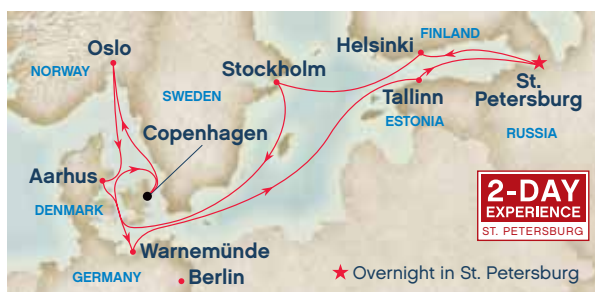 FINLAND
Oslo
Helsinki
NORWAY
Stockholm
St.
Petersburg
SWEDEN
Tallinn
ESTONIA
Copenhagen
RUSSIA
Aarhus
DENMARK
2-DAY
EXPERIENCE
ST. PETERSBURG
Warnemünde
GERMANY
Berlin
Overnight in St. Petersburg